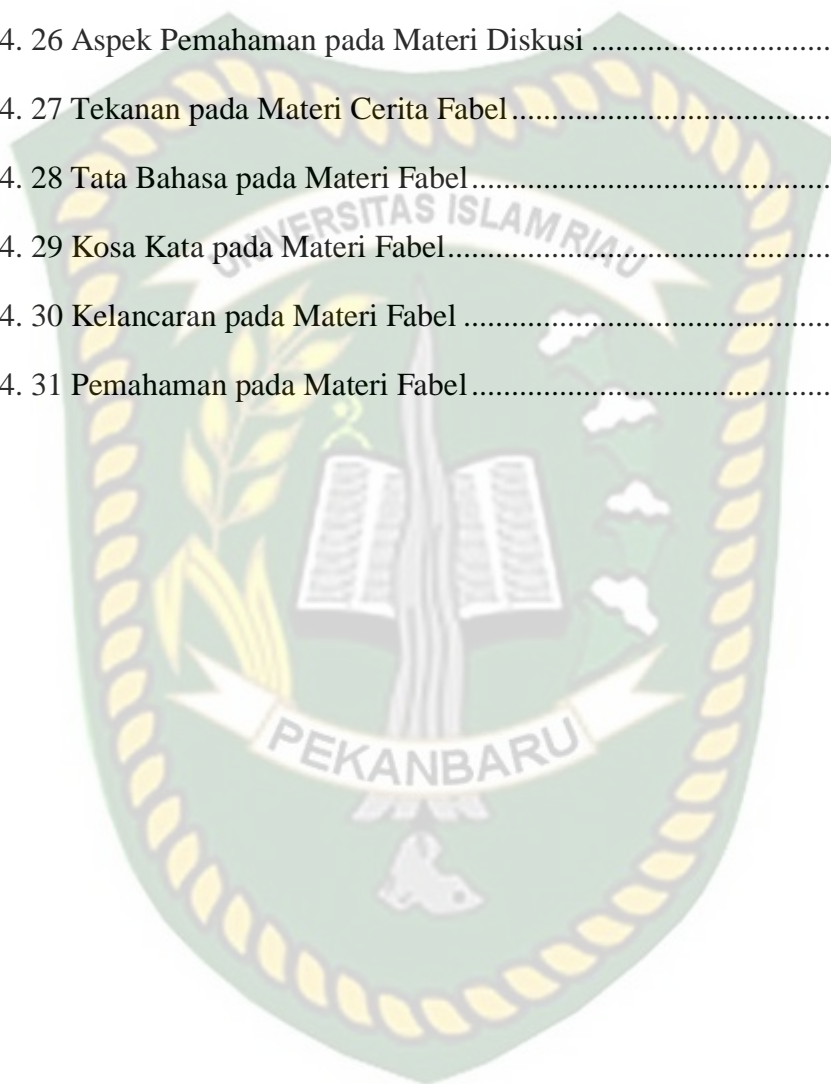 4. 26 Aspek Pemahaman pada Materi Diskusi ..............................
4. 27 Tekanan pada Materi Cerita Fabel........................................
4. 28 Tata Bahasa pada Materi Fabel.............................................
4. 29 Kosa Kata pada Materi Fabel................................................
4. 30 Kelancaran pada Materi Fabel ..............................................
4. 31 Pemahaman pada Materi Fabel.............................................
UNIVERSITAS ISLAM RIAU
PEKANBARU